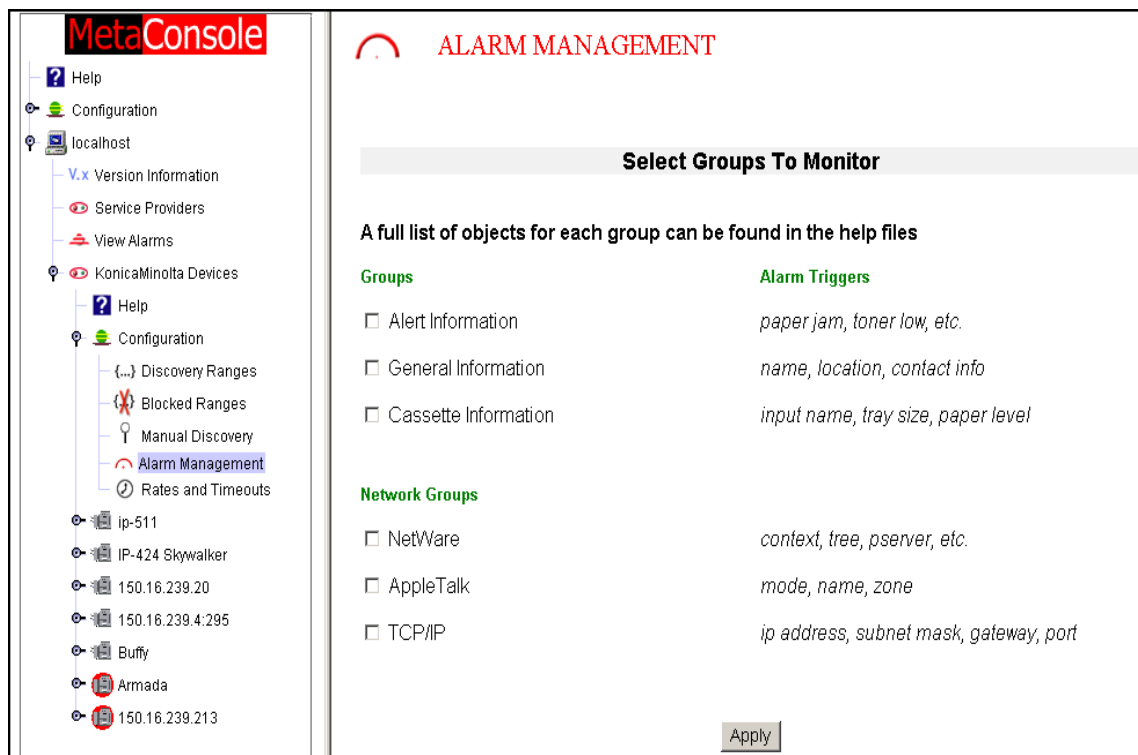 MetaConsole
Help
Configuration
localhost
V.x Version Information
Service Providers
View Alarms
KonicaMinolta Devices
? Help
Configuration
{...} Discovery Ranges
Blocked Ranges
Manual Discovery
Alarm Management
Rates and Timeouts
ip-511
IP-424 Skywalker
150.16.239.20
150.16.239.4:295
Buffy
Armada
150.16.239.213
ALARM MANAGEMENT
Select Groups To Monitor
A full list of objects for each group can be found in the help files
Groups Alarm Triggers
Alert Information paper jam, toner low, etc.
General Information name, location, contact info
Cassette Information input name, tray size, paper level
Network Groups
NetWare context, tree, pserver, etc.
AppleTalk mode, name, zone
TCP/IP ip address, subnet mask, gateway, port
Apply